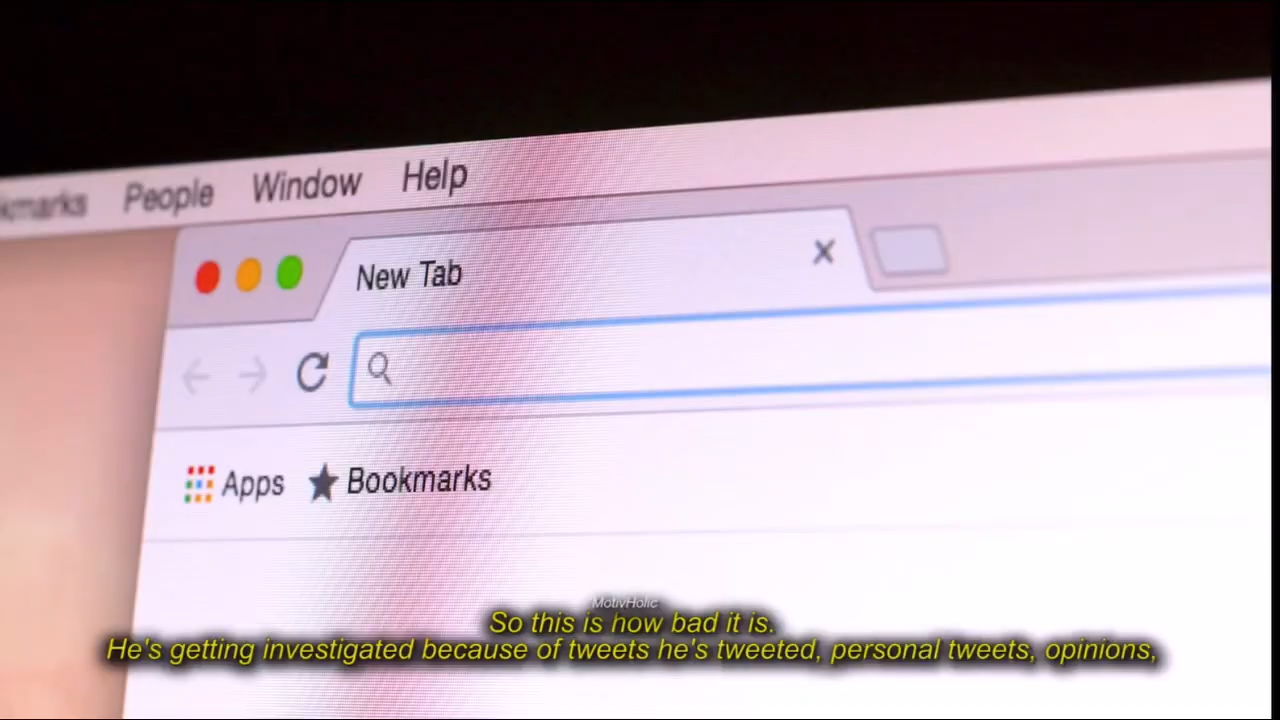 People Window Help
New Tab
Apps Bookmarks
MotivHolic
So this is how bad it is.
He's getting investigated because of tweets he's tweeted, personal tweets, opinions,